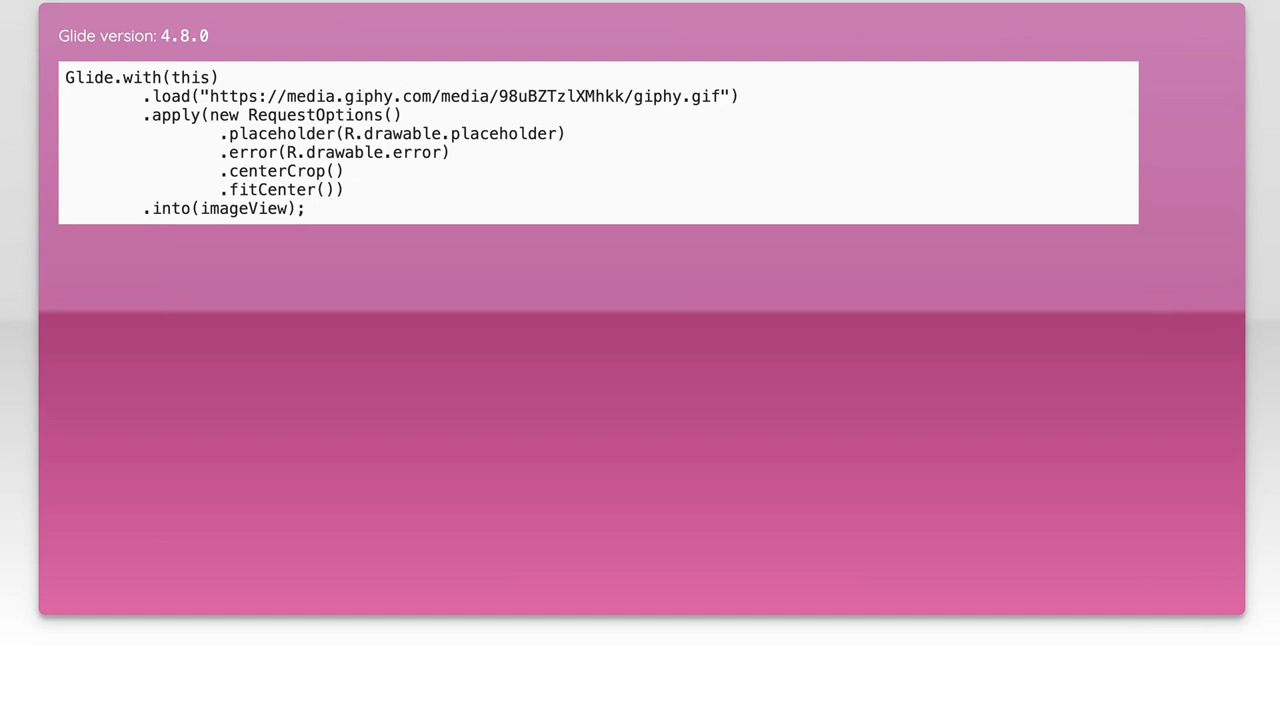 Glide version: 4.8.0
Glide.with(this)
.load("https://media.giphy.com/media/98uBZTzlXMhkk/giphy.gif")
.apply(new RequestOptions()
.placeholder(R.drawable.placeholder)
.error(R.drawable.error)
.centerCrop()
.fitCenter())
.into(imageView);